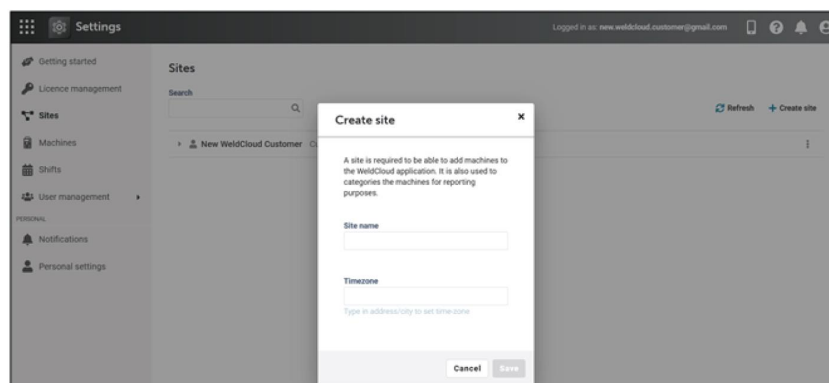 Settings
Logged in as: new.weldcloud.customer@gmail.com
Getting started
Licence management
Sites
Machines
Shifts
User management
PERSONAL
Notifications
Personal settings
Sites
Search
Refresh
Create site
New WeldCloud Customer
Create site
A site is required to be able to add machines to
the WeldCloud application. It is also used to
categories the machines for reporting
purposes.
Site name
Timezone
Type in address/city to set timezone
Cancel
Save